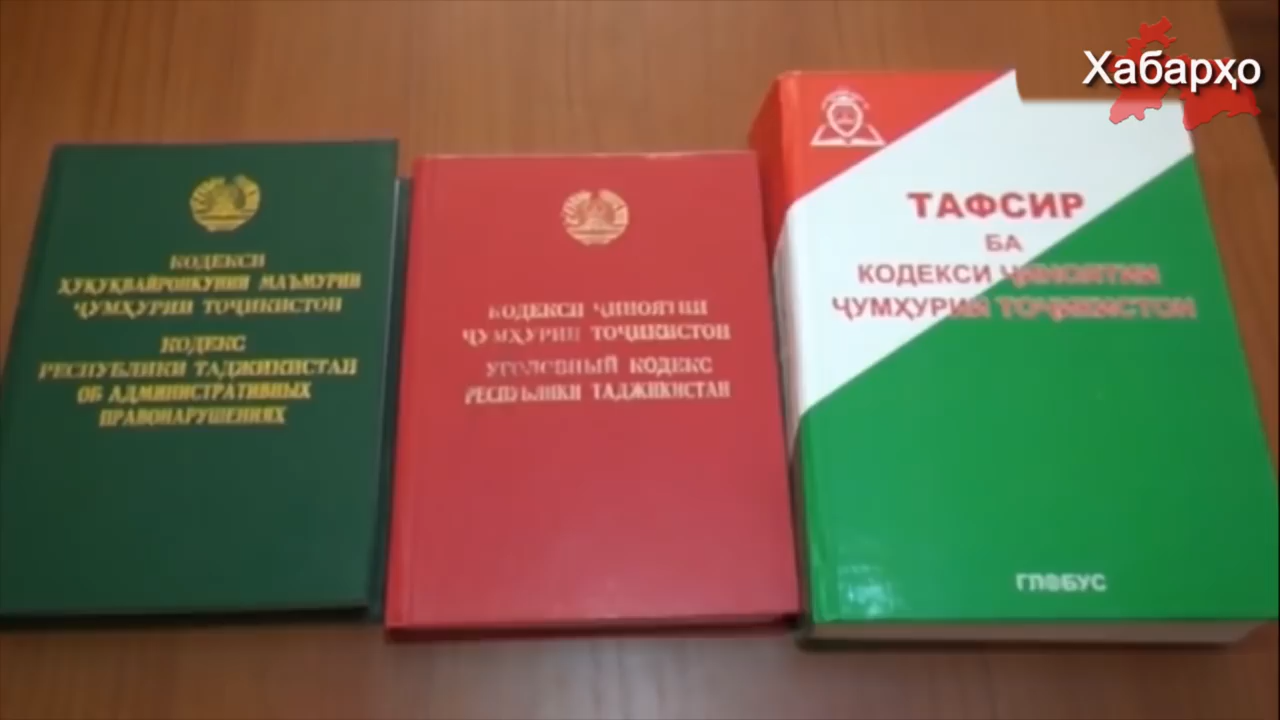 Хабарҳо
КОДЕКСИ
ҲУҚУҚВАЙРОНКУНИИ МАЪМУРИИ
ҶУМҲУРИИ ТОҶИКИСТОН
КОДЕКС
РЕСПУБЛИКИ ТАДЖИКИСТАН
ОБ АДМИНИСТРАТИВНЫХ
ПРАВОНАРУШЕНИЯХ
КОДЕКСИ ҶИНОЯТИИ
ҶУМҲУРИИ ТОҶИКИСТОН
УГОЛОВНЫЙ КОДЕКС
РЕСПУБЛИКИ ТАДЖИКИСТАН
ТАФСИР
БА
КОДЕКСИ ҶИНОЯТИИ
ҶУМҲУРИИ ТОҶИКИСТОН
ГЛОБУС